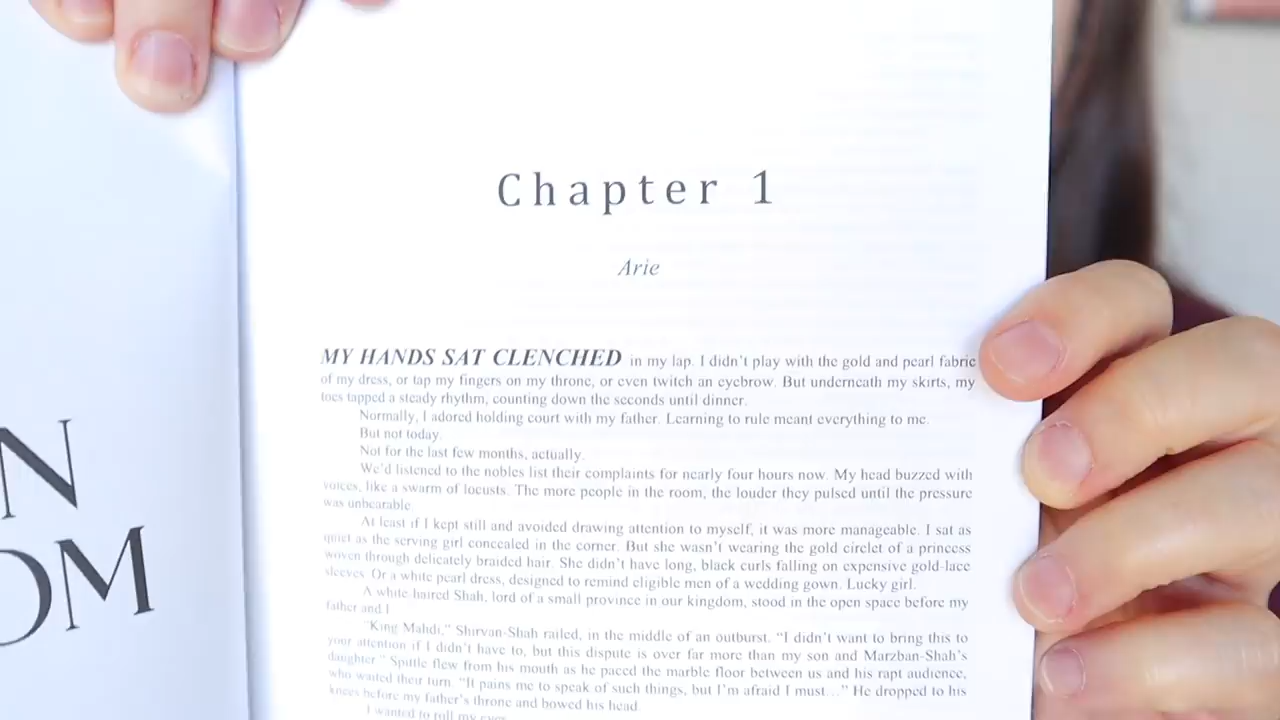 N
OM
Chapter 1
Arie
MY HANDS SAT CLENCHED in my lap. I didn't play with the gold and pearl fabric
of my dress, or tap my fingers on my throne, or even twitch an eyebrow. But underneath my skirts, my
toes tapped a steady rhythm, counting down the seconds until dinner.
Normally, I adored holding court with my father. Learning to rule meant everything to me.
But not today.
Not for the last few months, actually.
We'd listened to the nobles list their complaints for nearly four hours now. My head buzzed with
voices, like a swarm of locusts. The more people in the room, the louder they pulsed until the pressure
was unbearable.
At least if I kept still and avoided drawing attention to myself, it was more manageable. I sat as
quiet as the serving girl concealed in the corner. But she wasn't wearing the gold circlet of a princess
woven through delicately braided hair. She didn't have long, black curls falling on expensive gold-lace
sleeves. Or a white pearl dress, designed to remind eligible men of a wedding gown. Lucky girl.
A white-haired Shah, lord of a small province in our kingdom, stood in the open space before my
father and I.
"King Mahdi," Shirvan-Shah railed, in the middle of an outburst. "I didn't want to bring this to
your attention if I didn't have to, but this dispute is over far more than my son and Marzban-Shah's
daughter." Spittle flew from his mouth as he paced the marble floor between us and his rapt audience,
who waited their turn. "It pains me to speak of such things, but I'm afraid I must…" He dropped to his
knees before my father's throne and bowed his head.
I wanted to roll my eyes